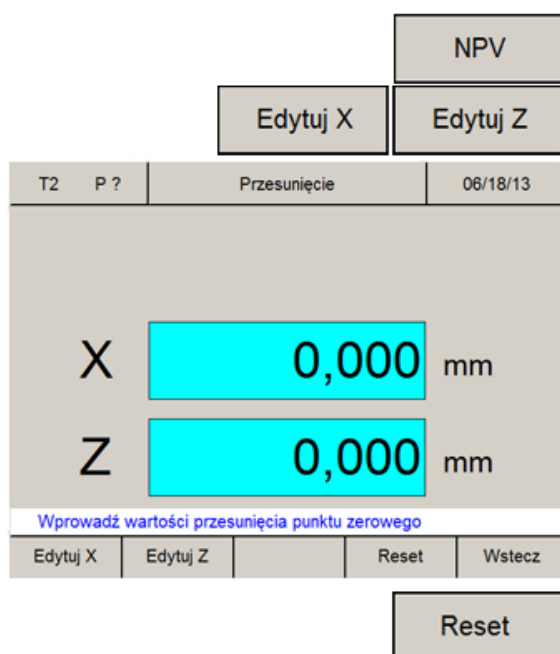 NPV
Edytuj X Edytuj Z
T2 P ? Przesunięcie 06/18/13
X 0,000 mm
Z 0,000 mm
Wprowadź wartości przesunięcia punktu zerowego
Edytuj X Edytuj Z Reset Wstecz
Reset